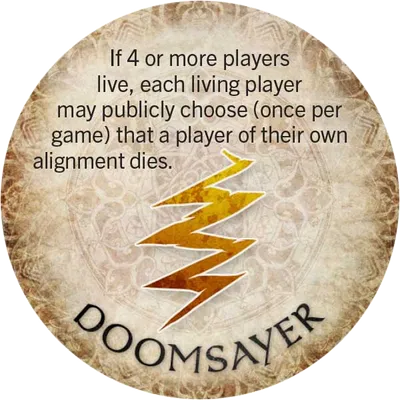 If 4 or more players
live, each living player
may publicly choose (once per
game) that a player of their own
alignment dies.
DOOMSAYER